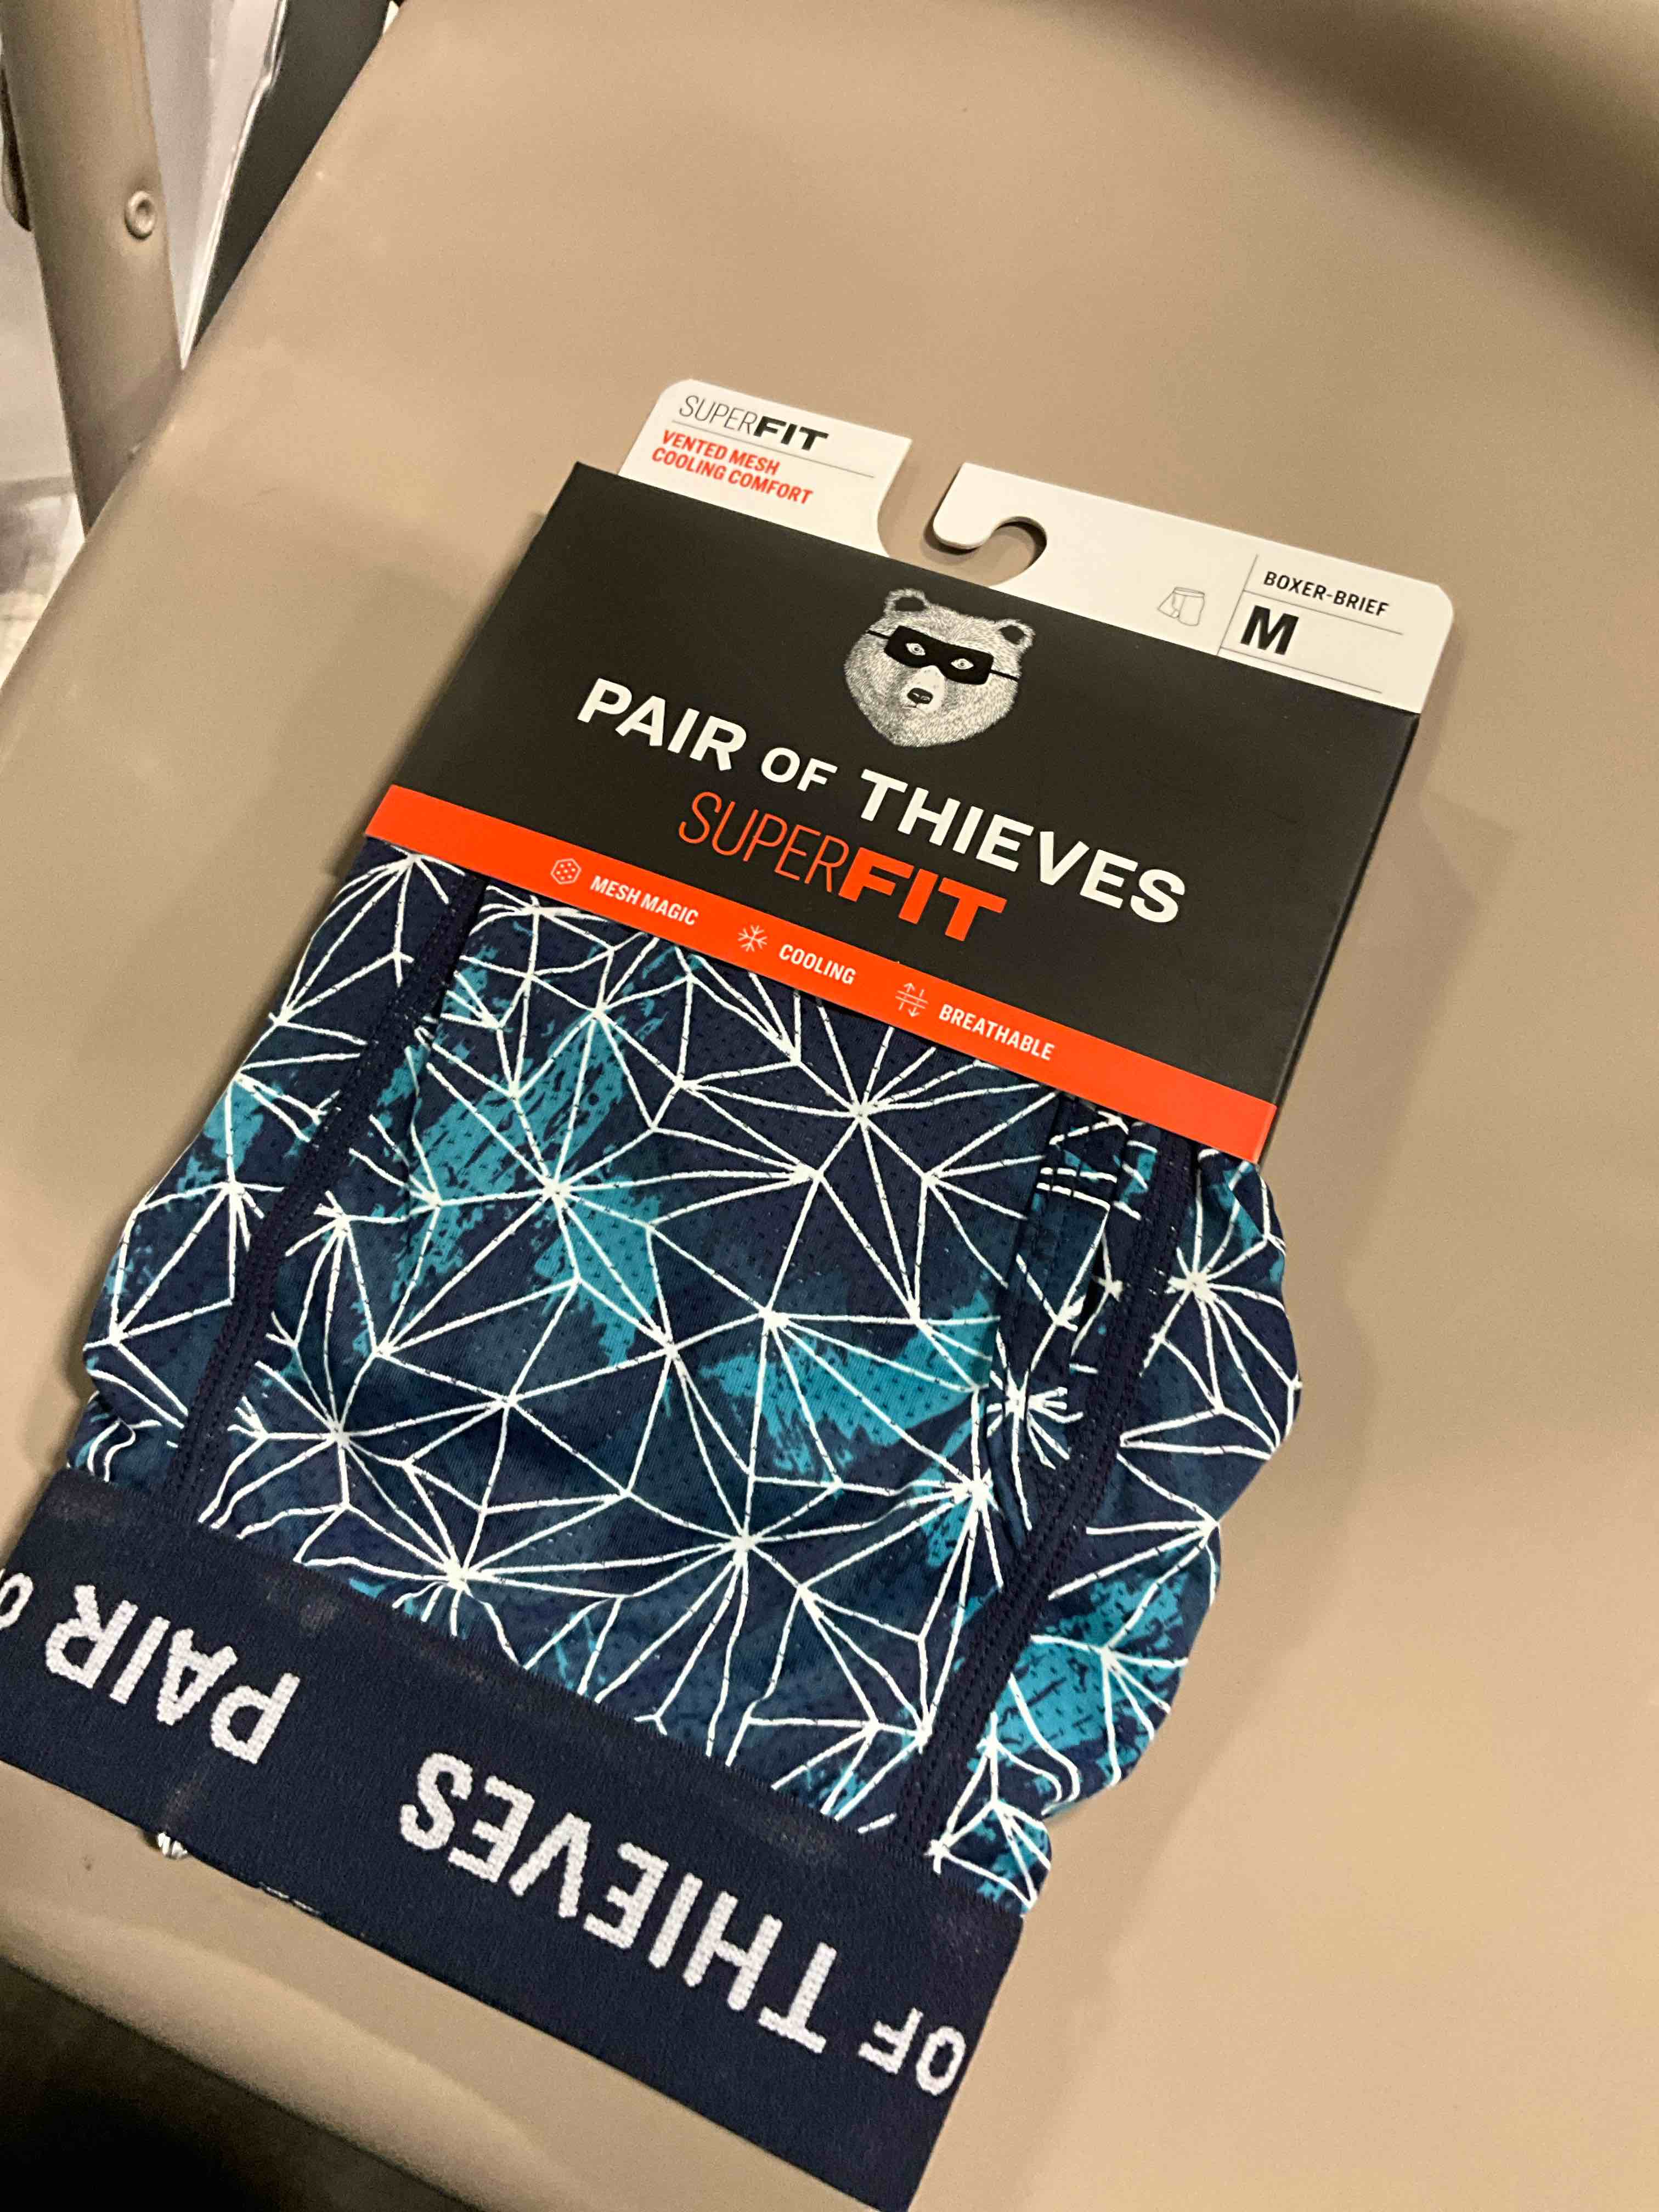 SUPERFIT
VENTED MESH
COOLING COMFORT
BOXER-BRIEF
M
PAIR OF THIEVES
SUPERFIT
MESH MAGIC COOLING BREATHABLE
OF THIEVES PAIR O